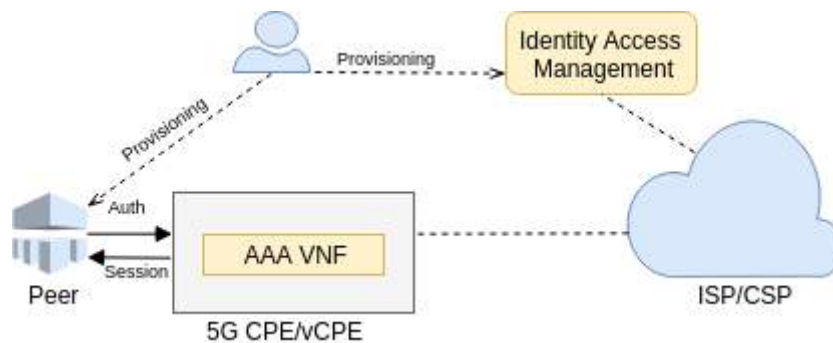 Identity Access
Management
Provisioning
Provisioning
Auth
Session
Peer
AAA VNF
5G CPE/vCPE
ISP/CSP